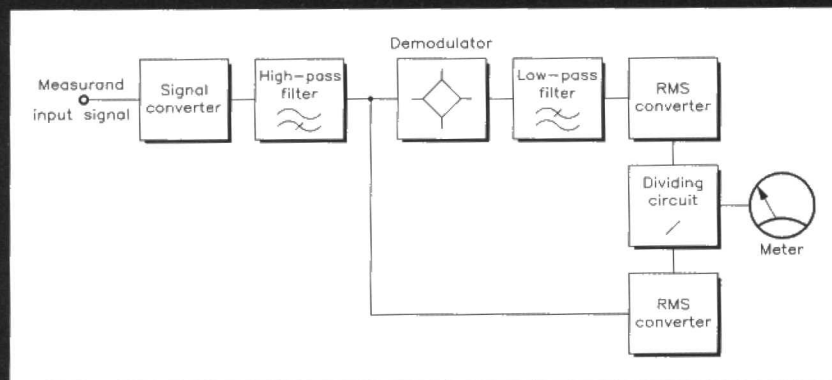 Measurand
input signal
Signal
converter
High-pass
filter
Demodulator
Low-pass
filter
RMS
converter
Dividing
circuit
/
Meter
RMS
converter